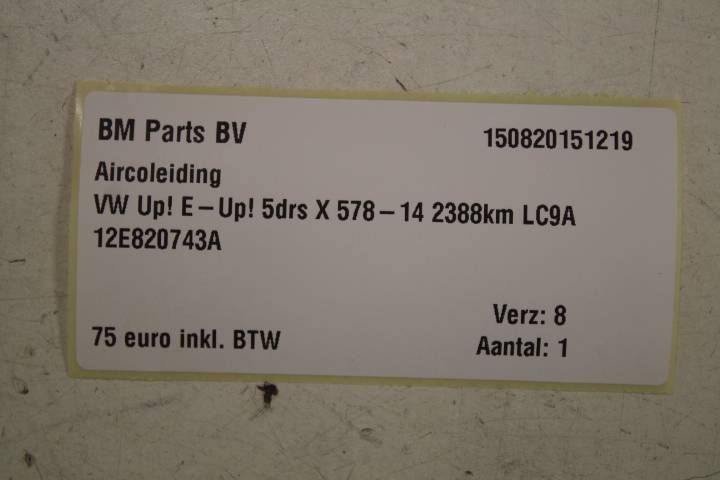 BM Parts BV 150820151219
Aircoleiding
VW Up! E-Up! 5drs X 578-14 2388km LC9A
12E820743A
Verz: 8
75 euro inkl. BTW Aantal: 1